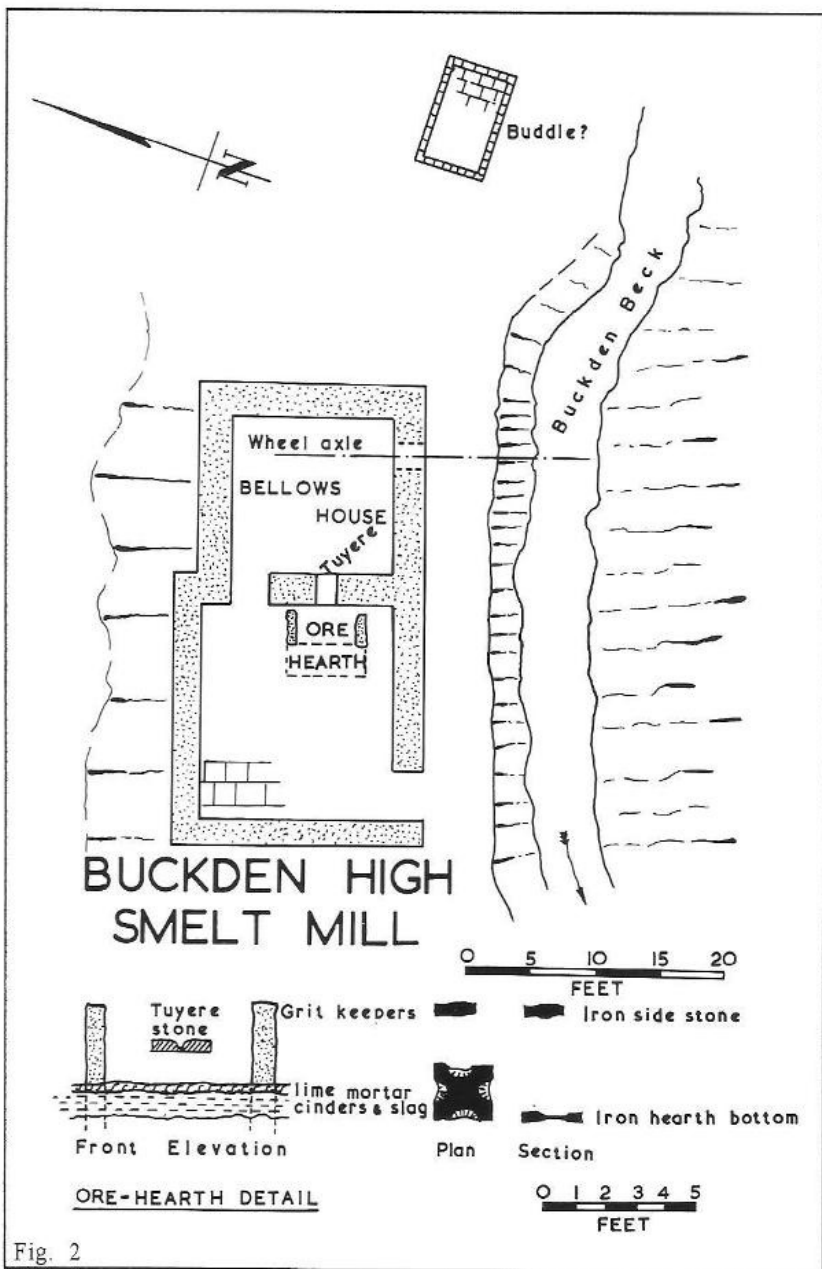 N
Buddle?
Buckden Beck
Wheel axle
BELLOWS
HOUSE
Tuyere
ORE
HEARTH
BUCKDEN HIGH
SMELT MILL
0 5 10 15 20
FEET
Tuyere
stone
Grit keepers
Iron side stone
lime mortar
cinders & slag
Iron hearth bottom
Front Elevation
Plan Section
ORE-HEARTH DETAIL
0 1 2 3 4 5
FEET
Fig. 2